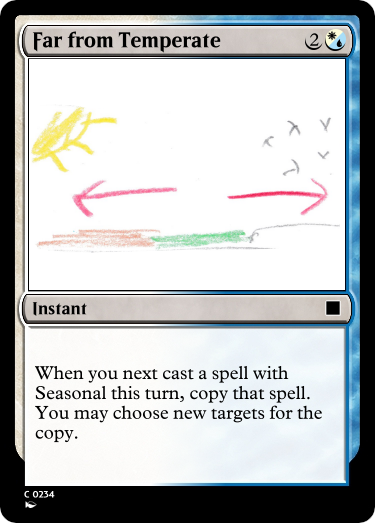 Far from Temperate 2
Instant
When you next cast a spell with
Seasonal this turn, copy that spell.
You may choose new targets for the
copy.
C 0234